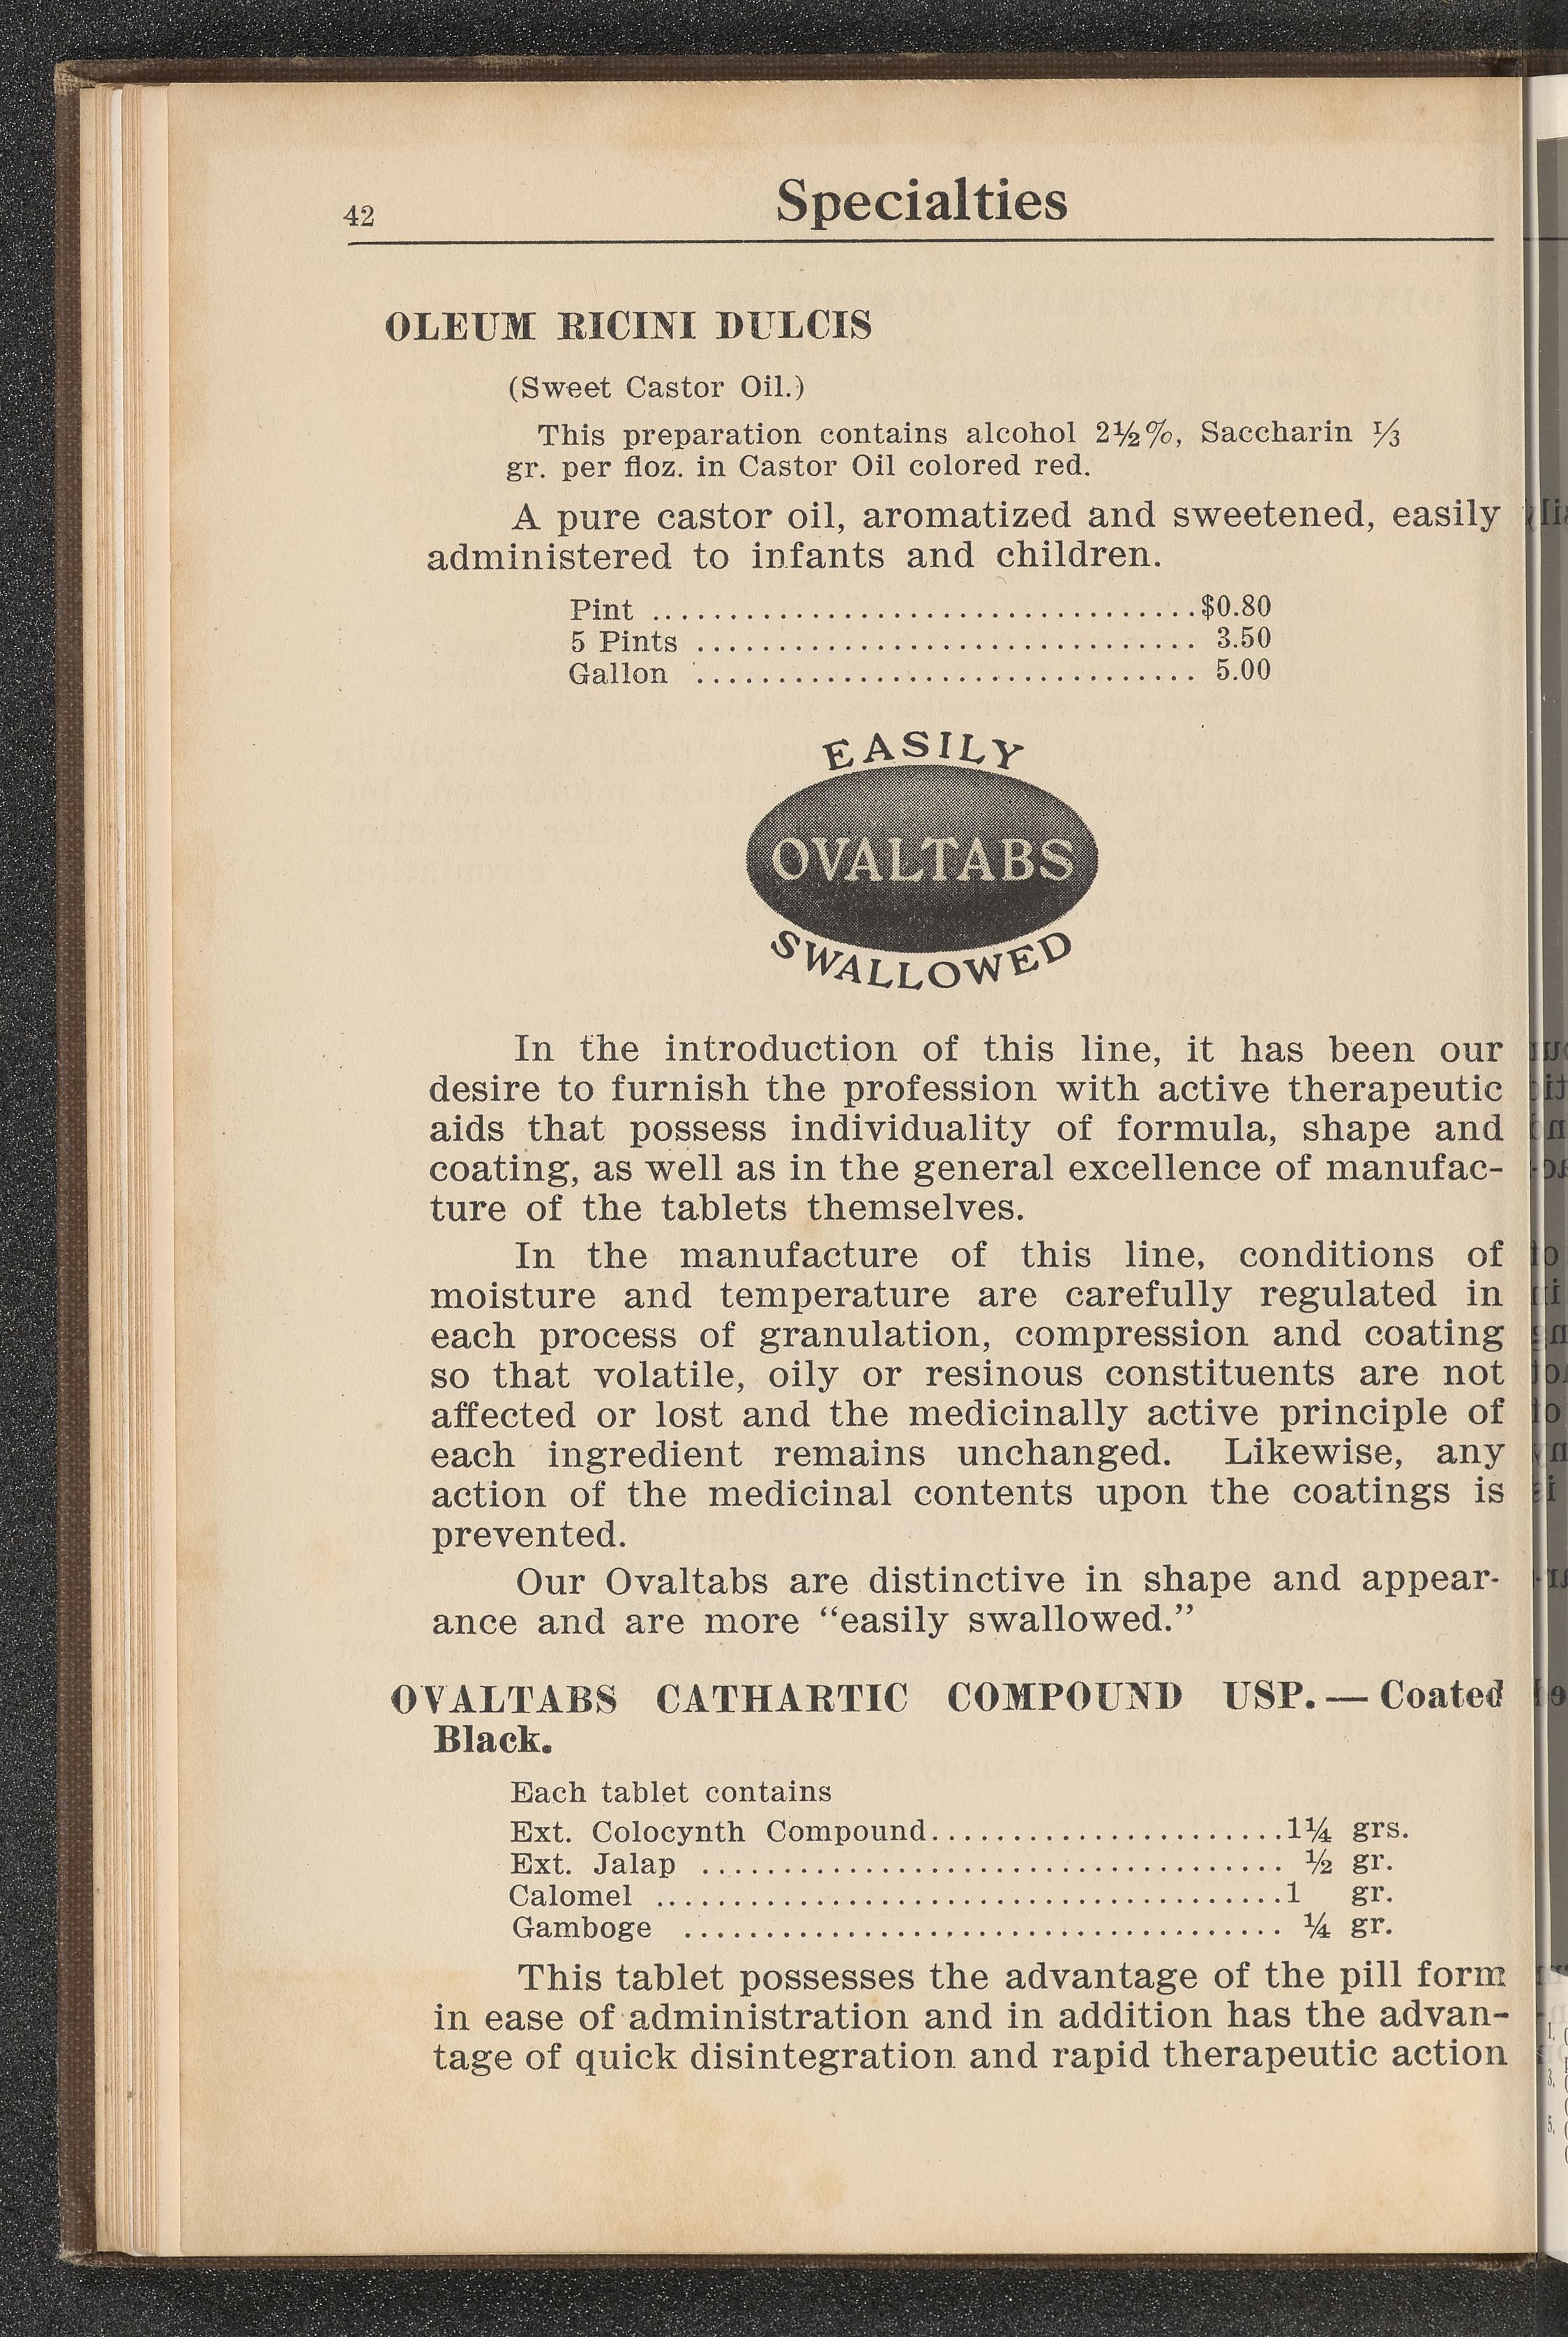 42
Specialties
OLEUM RICINI DULCIS
(Sweet Castor Oil.)
This preparation contains alcohol 2½%, Saccharin ⅓
gr. per floz. in Castor Oil colored red.
A pure castor oil, aromatized and sweetened, easily
administered to infants and children.
Pint ..................................$0.80
5 Pints ............................... 3.50
Gallon ............................... 5.00
EASILY
OVALTABS
SWALLOWED
In the introduction of this line, it has been our
desire to furnish the profession with active therapeutic
aids that possess individuality of formula, shape and
coating, as well as in the general excellence of manufac-
ture of the tablets themselves.
In the manufacture of this line, conditions of
moisture and temperature are carefully regulated in
each process of granulation, compression and coating
so that volatile, oily or resinous constituents are not
affected or lost and the medicinally active principle of
each ingredient remains unchanged. Likewise, any
action of the medicinal contents upon the coatings is
prevented.
Our Ovaltabs are distinctive in shape and appear-
ance and are more “easily swallowed.”
OVALTABS CATHARTIC COMPOUND USP.—Coated
Black.
Each tablet contains
Ext. Colocynth Compound......................1¼ grs.
Ext. Jalap .................................... ½ gr.
Calomel .......................................1 gr.
Gamboge ..................................... ¼ gr.
This tablet possesses the advantage of the pill form
in ease of administration and in addition has the advan-
tage of quick disintegration and rapid therapeutic action